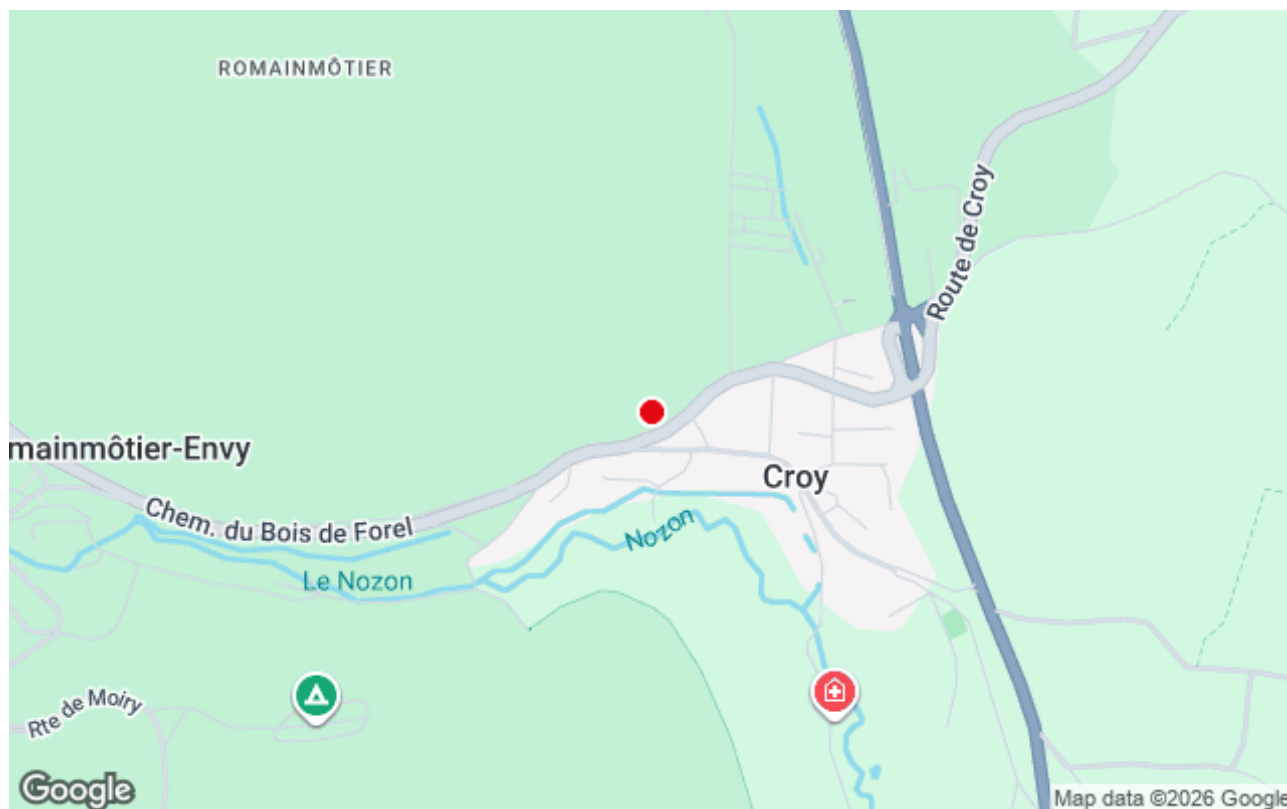 ROMAINMÔTIER
Route de Croy
mainmôtier-Envy
Croy
Chem. du Bois de Forel
Nozon
Le Nozon
Rte de Moiry
Google
Map data ©2026 Google